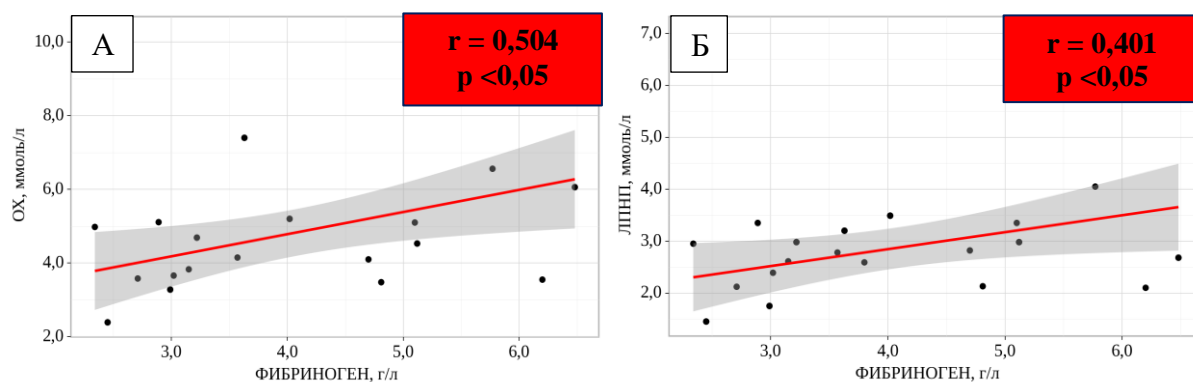 А
r = 0,504
p <0,05
10,0
8,0
6,0
4,0
2,0
ОХ, ммоль/л
3,0 4,0 5,0 6,0
ФИБРИНОГЕН, г/л
Б
r = 0,401
p <0,05
7,0
6,0
5,0
4,0
3,0
2,0
ЛПНП, ммоль/л
3,0 4,0 5,0 6,0
ФИБРИНОГЕН, г/л